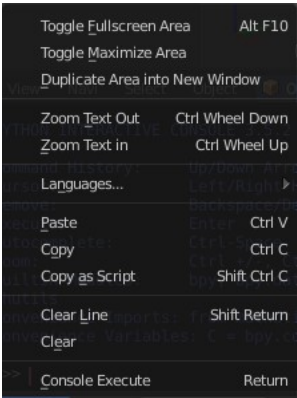 Toggle Fullscreen Area Alt F10
Toggle Maximize Area
Duplicate Area into New Window
Zoom Text Out Ctrl Wheel Down
Zoom Text in Ctrl Wheel Up
Languages...
Paste Ctrl V
Copy Ctrl C
Copy as Script Shift Ctrl C
Clear Line Shift Return
Clear
Console Execute Return